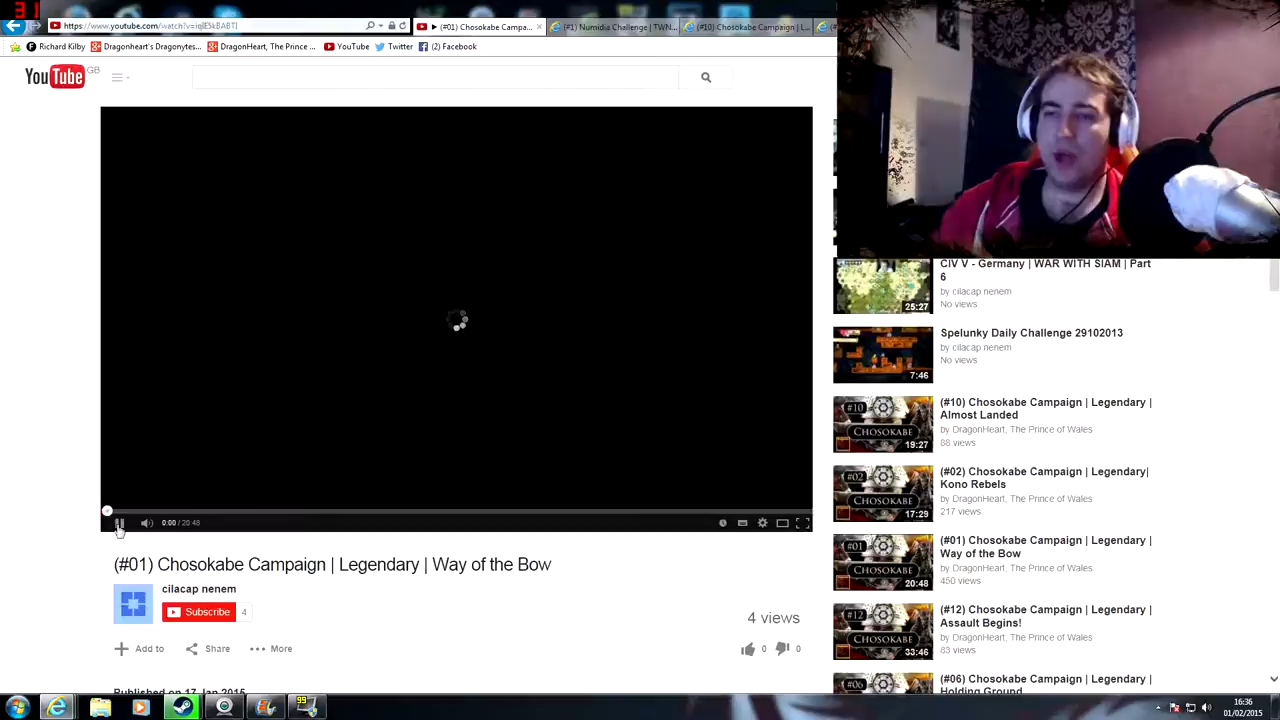 31
https://www.youtube.com/watch?v=
(#01) Chosokabe Campa...
(#1) Numidia Challenge | TWN...
(#10) Chosokabe Campaign | L...
Richard Kilby
Dragonheart's Dragonytes...
DragonHeart, The Prince ...
YouTube
Twitter
(2) Facebook
YouTube GB
CIV V - Germany | WAR WITH SIAM | Part
6
by cilacap nenem
No views
25:27
Spelunky Daily Challenge 29102013
by cilacap nenem
No views
7:46
(#10) Chosokabe Campaign | Legendary |
Almost Landed
by DragonHeart, The Prince of Wales
88 views
#10
CHOSOKABE
19:27
(#02) Chosokabe Campaign | Legendary|
Kono Rebels
by DragonHeart, The Prince of Wales
217 views
#02
CHOSOKABE
17:29
(#01) Chosokabe Campaign | Legendary |
Way of the Bow
by DragonHeart, The Prince of Wales
450 views
#01
CHOSOKABE
20:48
(#12) Chosokabe Campaign | Legendary |
Assault Begins!
by DragonHeart, The Prince of Wales
83 views
#12
CHOSOKABE
33:46
(#06) Chosokabe Campaign | Legendary |
Holding Ground
#06
0:00 / 20:48
(#01) Chosokabe Campaign | Legendary | Way of the Bow
cilacap nenem
Subscribe 4
4 views
Add to
Share
More
0
0
Published on 17 Jan 2015
99
16:36
01/02/2015